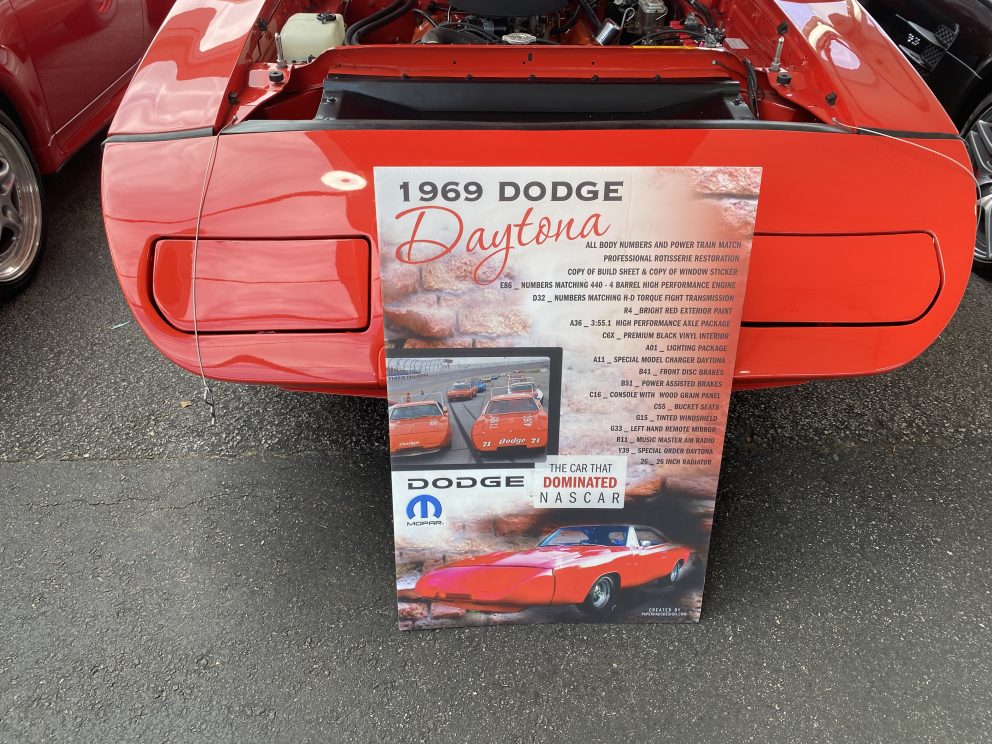 1969 DODGE
Daytona
ALL BODY NUMBERS AND POWER TRAIN MATCH
PROFESSIONAL ROTISSERIE RESTORATION
COPY OF BUILD SHEET & COPY OF WINDOW STICKER
E86 _ NUMBERS MATCHING 440 - 4 BARREL HIGH PERFORMANCE ENGINE
D32 _ NUMBERS MATCHING H-D TORQUE FIGHT TRANSMISSION
R4 _BRIGHT RED EXTERIOR PAINT
A36 _ 3:55.1 HIGH PERFORMANCE AXLE PACKAGE
C6X _ PREMIUM BLACK VINYL INTERIOR
A01 _ LIGHTING PACKAGE
A11 _ SPECIAL MODEL CHARGER DAYTONA
B41 _ FRONT DISC BRAKES
B51 _ POWER ASSISTED BRAKES
C16 _ CONSOLE WITH WOOD GRAIN PANEL
C55 _ BUCKET SEATS
G15 _ TINTED WINDSHIELD
G33 _ LEFT HAND REMOTE MIRROR
R11 _ MUSIC MASTER AM RADIO
Y39 _ SPECIAL ORDER DAYTONA
26 _ 26 INCH RADIATOR
71 Dodge 71
DODGE
MOPAR
THE CAR THAT
DOMINATED
NASCAR
CREATED BY
PAPERHAUSDESIGN.COM